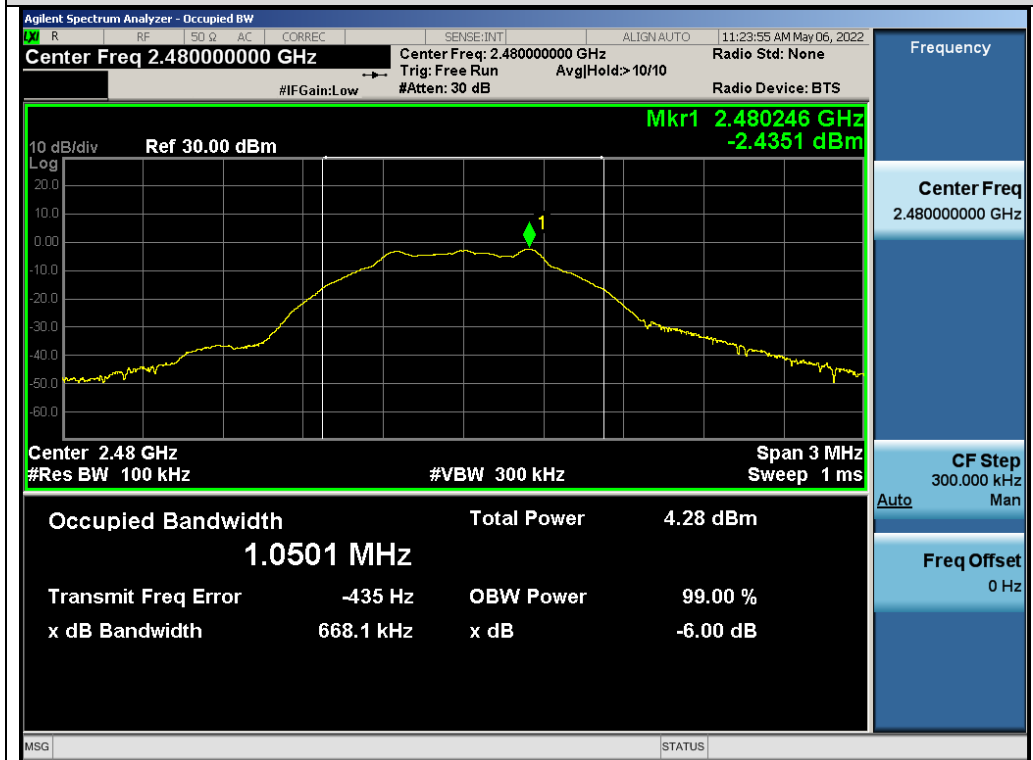 Agilent Spectrum Analyzer - Occupied BW
LXI R RF 50 Ω AC CORREC SENSE:INT ALIGN AUTO 11:23:55 AM May 06, 2022
Center Freq 2.480000000 GHz
Center Freq: 2.480000000 GHz
Radio Std: None
Trig: Free Run Avg|Hold:>10/10
#IFGain:Low
#Atten: 30 dB
Radio Device: BTS
Mkr1 2.480246 GHz
-2.4351 dBm
10 dB/div Ref 30.00 dBm
Log
20.0
10.0
1
0.00
-10.0
-20.0
-30.0
-40.0
-50.0
-60.0
Center 2.48 GHz Span 3 MHz
#Res BW 100 kHz #VBW 300 kHz Sweep 1 ms
Occupied Bandwidth Total Power 4.28 dBm
1.0501 MHz
Transmit Freq Error -435 Hz OBW Power 99.00 %
x dB Bandwidth 668.1 kHz x dB -6.00 dB
Frequency
Center Freq
2.480000000 GHz
CF Step
300.000 kHz
Auto Man
Freq Offset
0 Hz
MSG STATUS